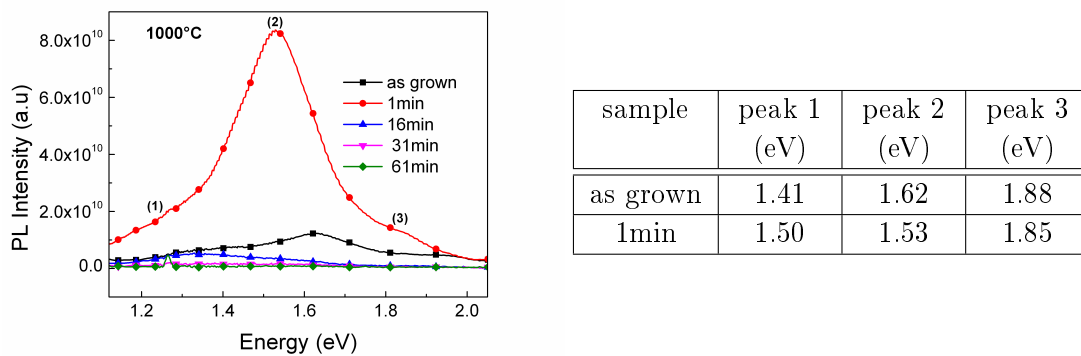 1000°C
(2)
8.0x10¹⁰
6.0x10¹⁰
4.0x10¹⁰
2.0x10¹⁰
0.0
PL Intensity (a.u)
as grown
1min
16min
31min
61min
(1)
(3)
1.2 1.4 1.6 1.8 2.0
Energy (eV)
sample peak 1 peak 2 peak 3
(eV) (eV) (eV)
as grown 1.41 1.62 1.88
1min 1.50 1.53 1.85